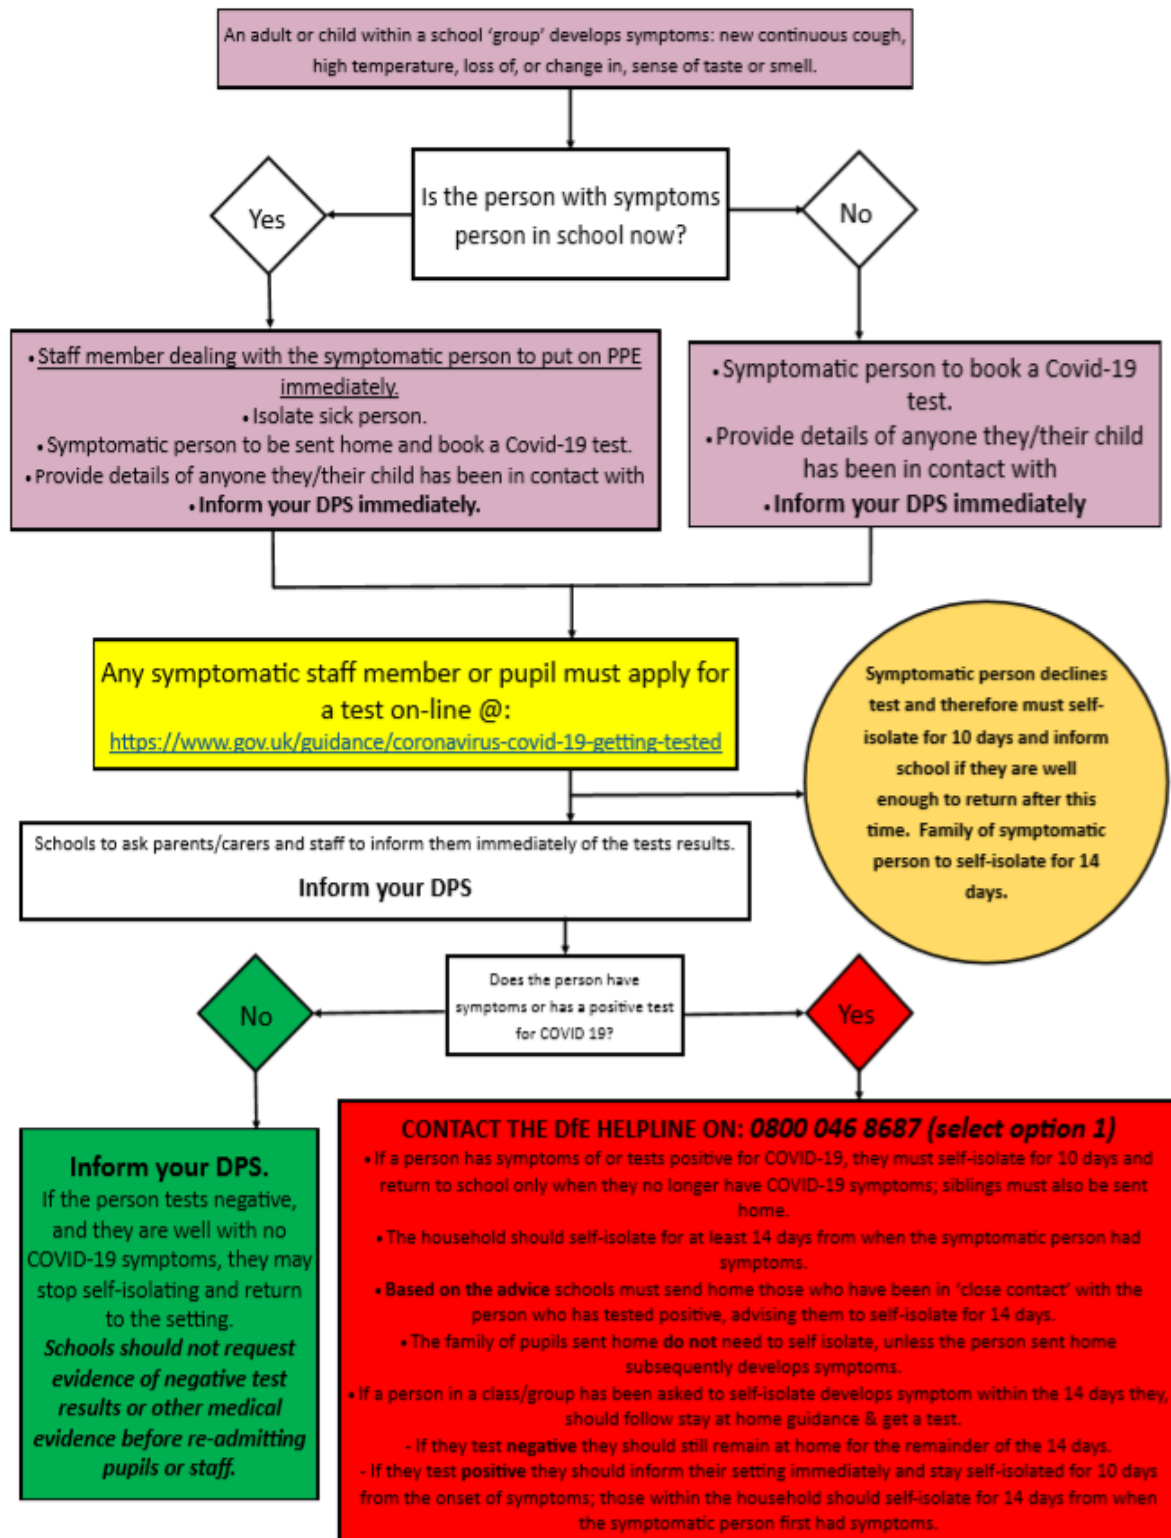 An adult or child within a school ‘group’ develops symptoms: new continuous cough,
high temperature, loss of, or change in, sense of taste or smell.
Is the person with symptoms
person in school now?
Yes
No
• Staff member dealing with the symptomatic person to put on PPE
immediately.
• Isolate sick person.
• Symptomatic person to be sent home and book a Covid-19 test.
• Provide details of anyone they/their child has been in contact with
• Inform your DPS immediately.
• Symptomatic person to book a Covid-19
test.
• Provide details of anyone they/their child
has been in contact with
• Inform your DPS immediately
Any symptomatic staff member or pupil must apply for
a test on-line @:
https://www.gov.uk/guidance/coronavirus-covid-19-getting-tested
Symptomatic person declines
test and therefore must self-
isolate for 10 days and inform
school if they are well
enough to return after this
time. Family of symptomatic
person to self-isolate for 14
days.
Schools to ask parents/carers and staff to inform them immediately of the tests results.
Inform your DPS
Does the person have
symptoms or has a positive test
for COVID 19?
No
Yes
Inform your DPS.
If the person tests negative,
and they are well with no
COVID-19 symptoms, they may
stop self-isolating and return
to the setting.
Schools should not request
evidence of negative test
results or other medical
evidence before re-admitting
pupils or staff.
CONTACT THE DfE HELPLINE ON: 0800 046 8687 (select option 1)
• If a person has symptoms of or tests positive for COVID-19, they must self-isolate for 10 days and
return to school only when they no longer have COVID-19 symptoms; siblings must also be sent
home.
• The household should self-isolate for at least 14 days from when the symptomatic person had
symptoms.
• Based on the advice schools must send home those who have been in ‘close contact’ with the
person who has tested positive, advising them to self-isolate for 14 days.
• The family of pupils sent home do not need to self isolate, unless the person sent home
subsequently develops symptoms.
• If a person in a class/group has been asked to self-isolate develops symptom within the 14 days they,
should follow stay at home guidance & get a test.
- If they test negative they should still remain at home for the remainder of the 14 days.
- If they test positive they should inform their setting immediately and stay self-isolated for 10 days
from the onset of symptoms; those within the household should self-isolate for 14 days from when
the symptomatic person first had symptoms.